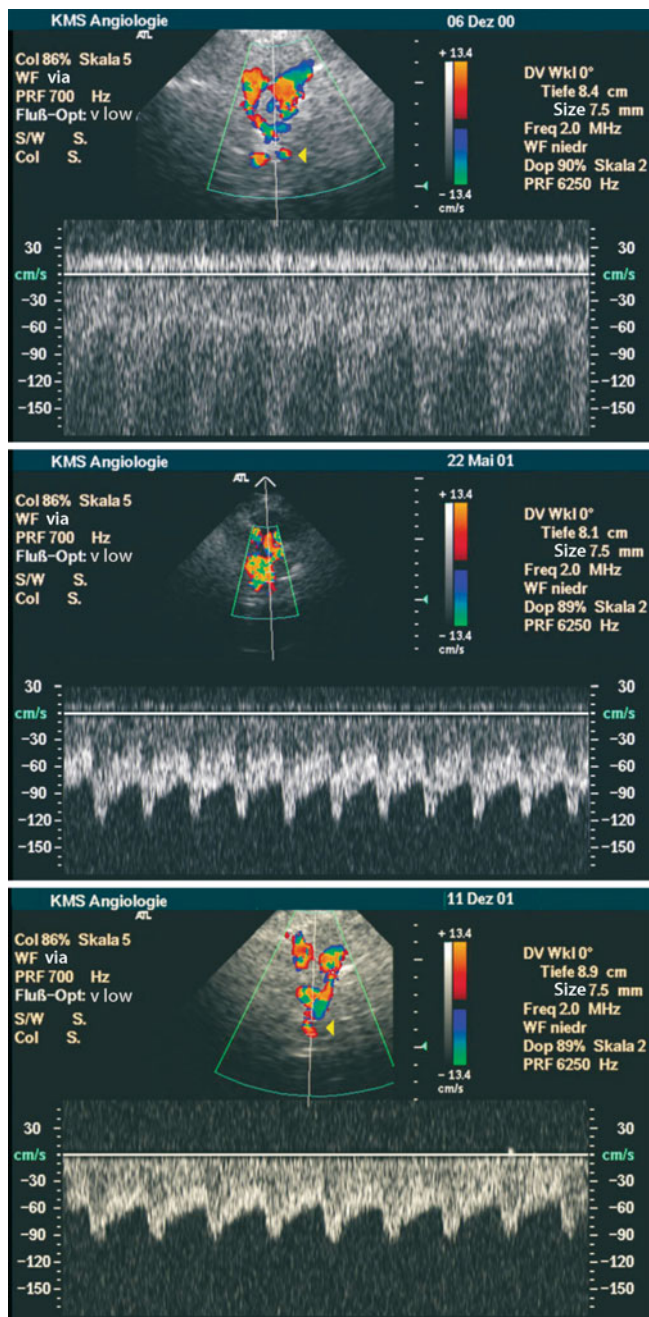 KMS Angiologie 06 Dez 00
ATL
Col 86% Skala 5
WF via
PRF 700 Hz
Fluß-Opt: v low
S/W S.
Col S.
+ 13.4
- 13.4
cm/s
DV Wkl 0°
Tiefe 8.4 cm
Size 7.5 mm
Freq 2.0 MHz
WF niedr
Dop 90% Skala 2
PRF 6250 Hz
30 30
cm/s cm/s
-30 -30
-60 -60
-90 -90
-120 -120
-150 -150
KMS Angiologie 22 Mai 01
ATL
Col 86% Skala 5
WF via
PRF 700 Hz
Fluß-Opt: v low
S/W S.
Col S.
+ 13.4
- 13.4
cm/s
DV Wkl 0°
Tiefe 8.1 cm
Size 7.5 mm
Freq 2.0 MHz
WF niedr
Dop 89% Skala 2
PRF 6250 Hz
30 30
cm/s cm/s
-30 -30
-60 -60
-90 -90
-120 -120
-150 -150
KMS Angiologie 11 Dez 01
ATL
Col 86% Skala 5
WF via
PRF 700 Hz
Fluß-Opt: v low
S/W S.
Col S.
+ 13.4
- 13.4
cm/s
DV Wkl 0°
Tiefe 8.9 cm
Size 7.5 mm
Freq 2.0 MHz
WF niedr
Dop 89% Skala 2
PRF 6250 Hz
30 30
cm/s cm/s
-30 -30
-60 -60
-90 -90
-120 -120
-150 -150